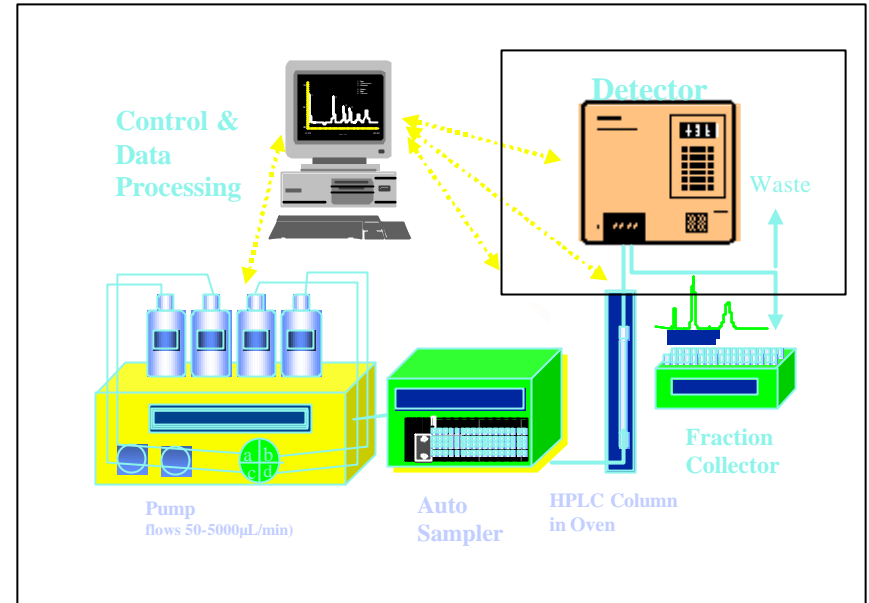 Detector
Control &
Data
Processing
Waste
a b
c d
Fraction
Collector
Pump
flows 50-5000µL/min)
Auto
Sampler
HPLC Column
in Oven